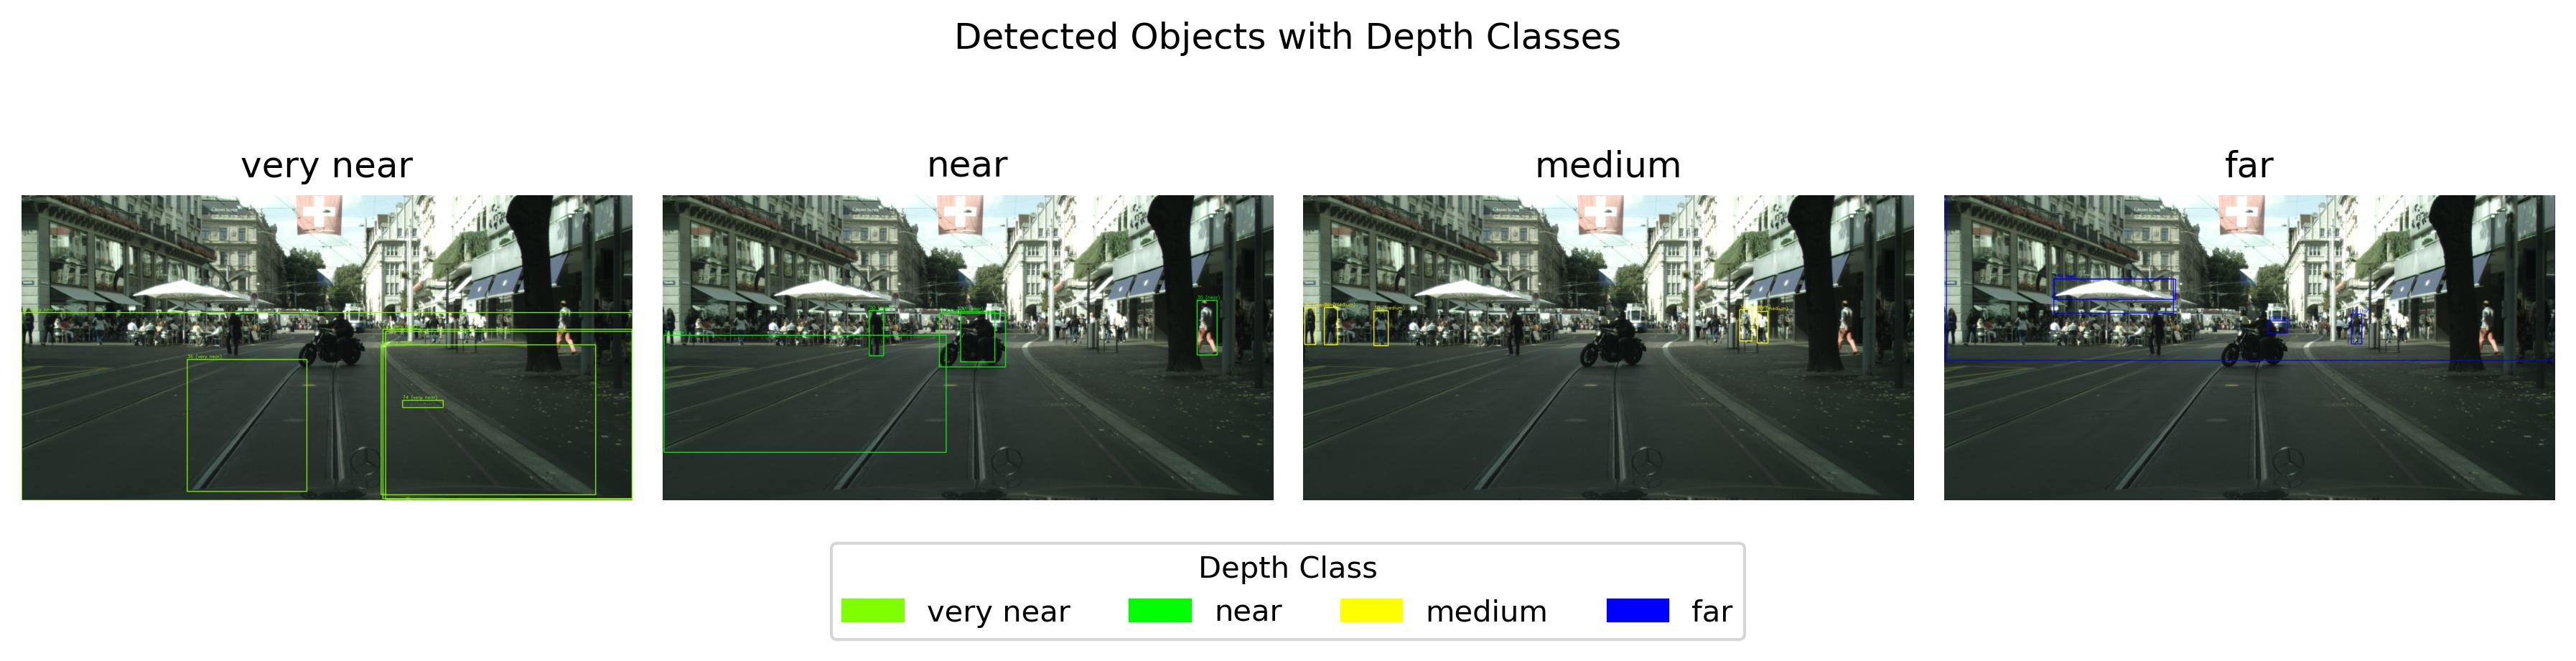 Detected Objects with Depth Classes
very near
near
medium
far
Depth Class
very near
near
medium
far